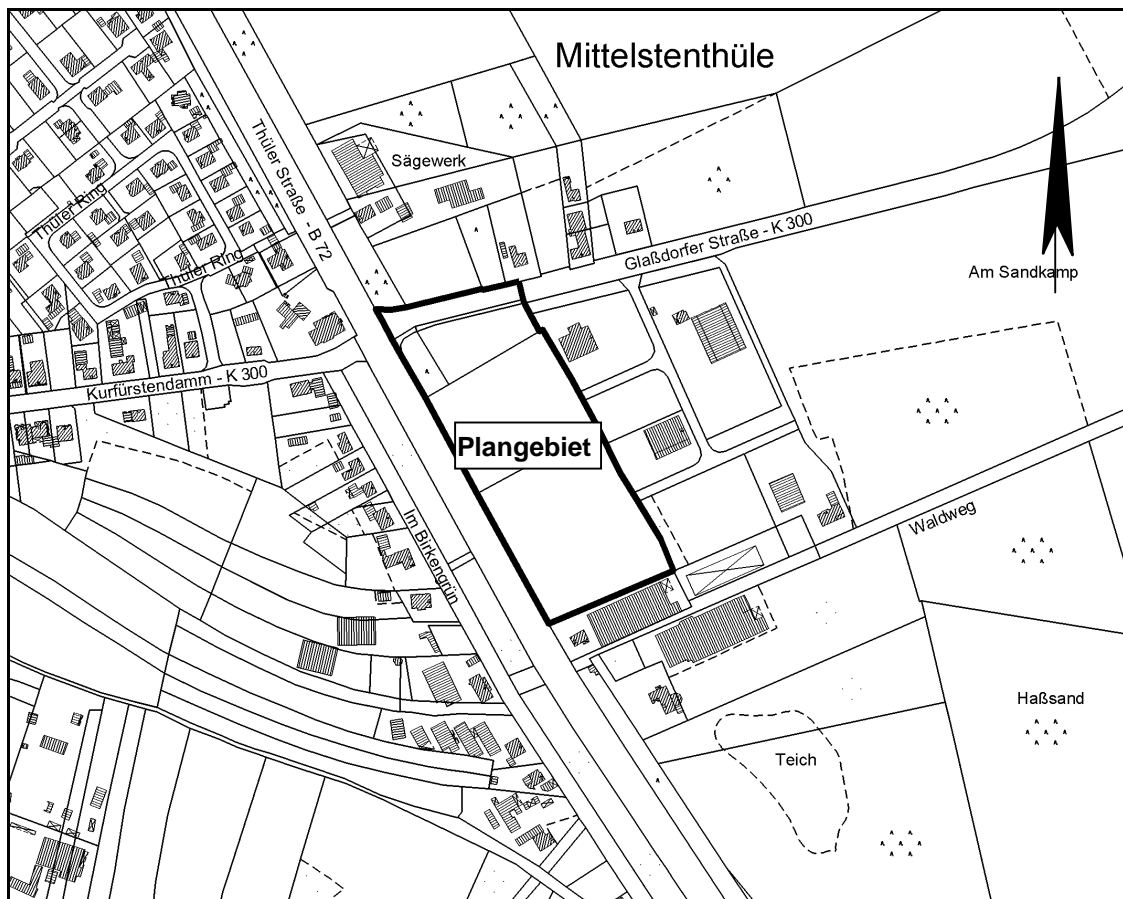 Mittelstenthüle
Thüler Straße - B 72
Sägewerk
Thüler Ring
Thüler Ring
Glaßdorfer Straße - K 300
Am Sandkamp
Kurfürstendamm - K 300
Plangebiet
Im Birkengrün
Waldweg
Haßsand
Teich